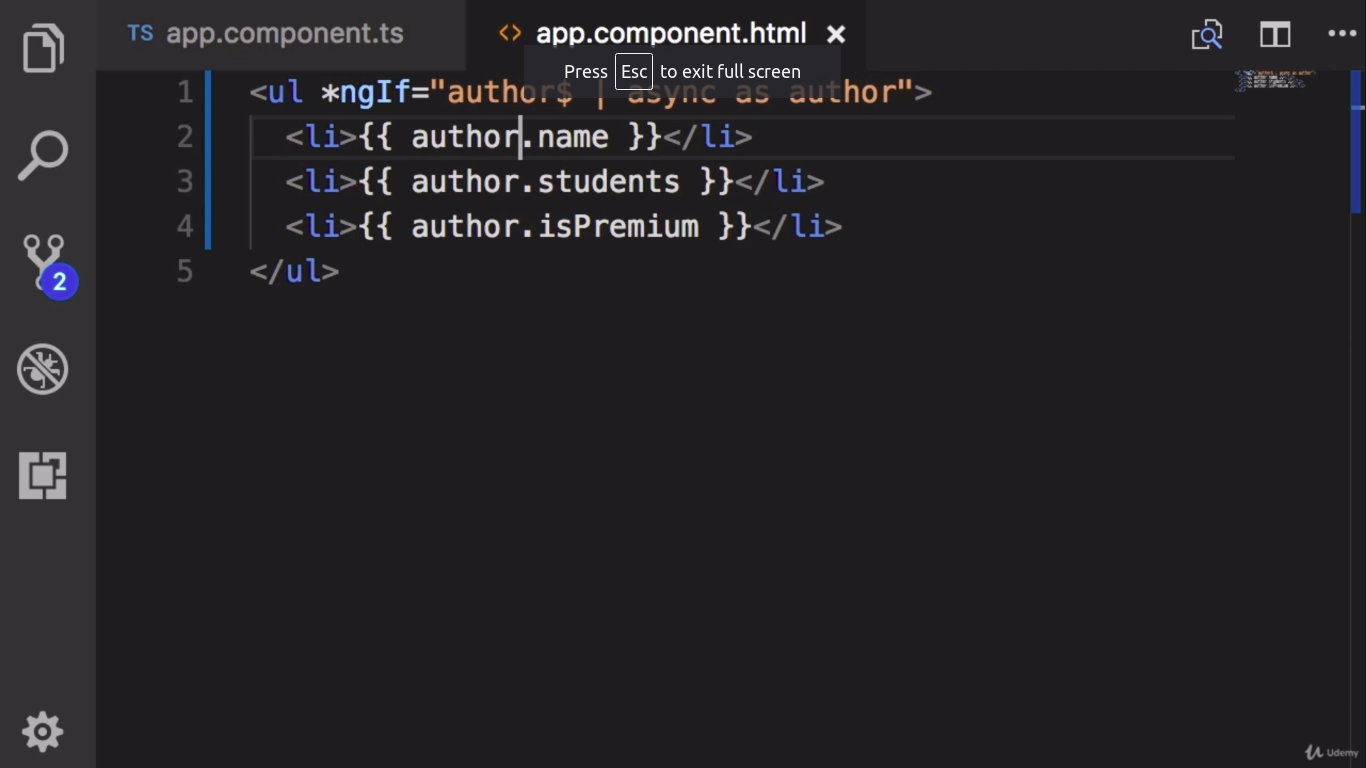 TS app.component.ts <> app.component.html ×
Press Esc to exit full screen
1 <ul *ngIf="author$ | async as author">
2 <li>{{ author.name }}</li>
3 <li>{{ author.students }}</li>
4 <li>{{ author.isPremium }}</li>
5 </ul>
2
Udemy